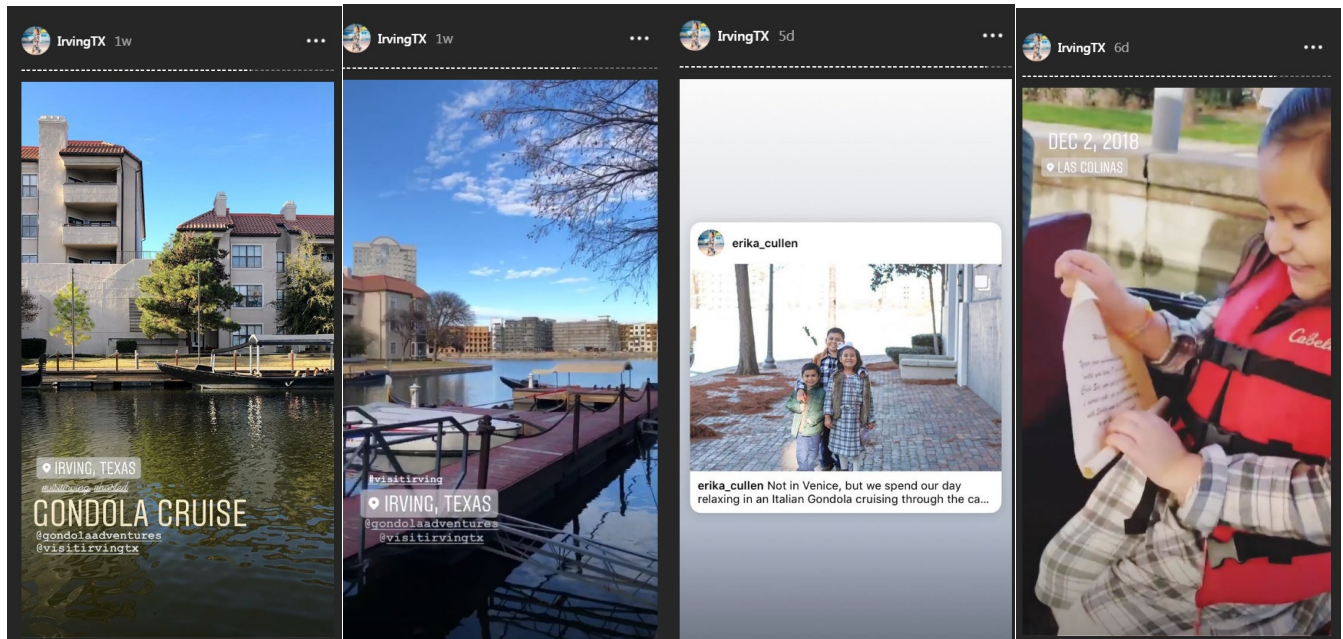 IrvingTX 1w
IRVING, TEXAS
GONDOLA CRUISE
@gondolaadventures
@visitirvingtx
IrvingTX 1w
#visitirving
IRVING, TEXAS
@gondolaadventures
@visitirvingtx
IrvingTX 5d
erika_cullen
erika_cullen Not in Venice, but we spend our day
relaxing in an Italian Gondola cruising through the ca...
IrvingTX 6d
DEC 2, 2018
LAS COLINAS